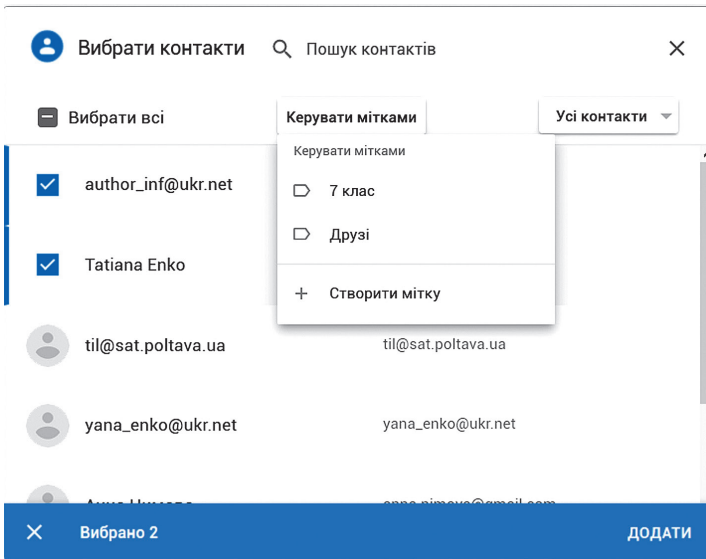 Вибрати контакти
Пошук контактів
Вибрати всі
Керувати мітками
Усі контакти
Керувати мітками
author_inf@ukr.net
7 клас
Друзі
Tatiana Enko
Створити мітку
til@sat.poltava.ua til@sat.poltava.ua
yana_enko@ukr.net yana_enko@ukr.net
Вибрано 2
ДОДАТИ